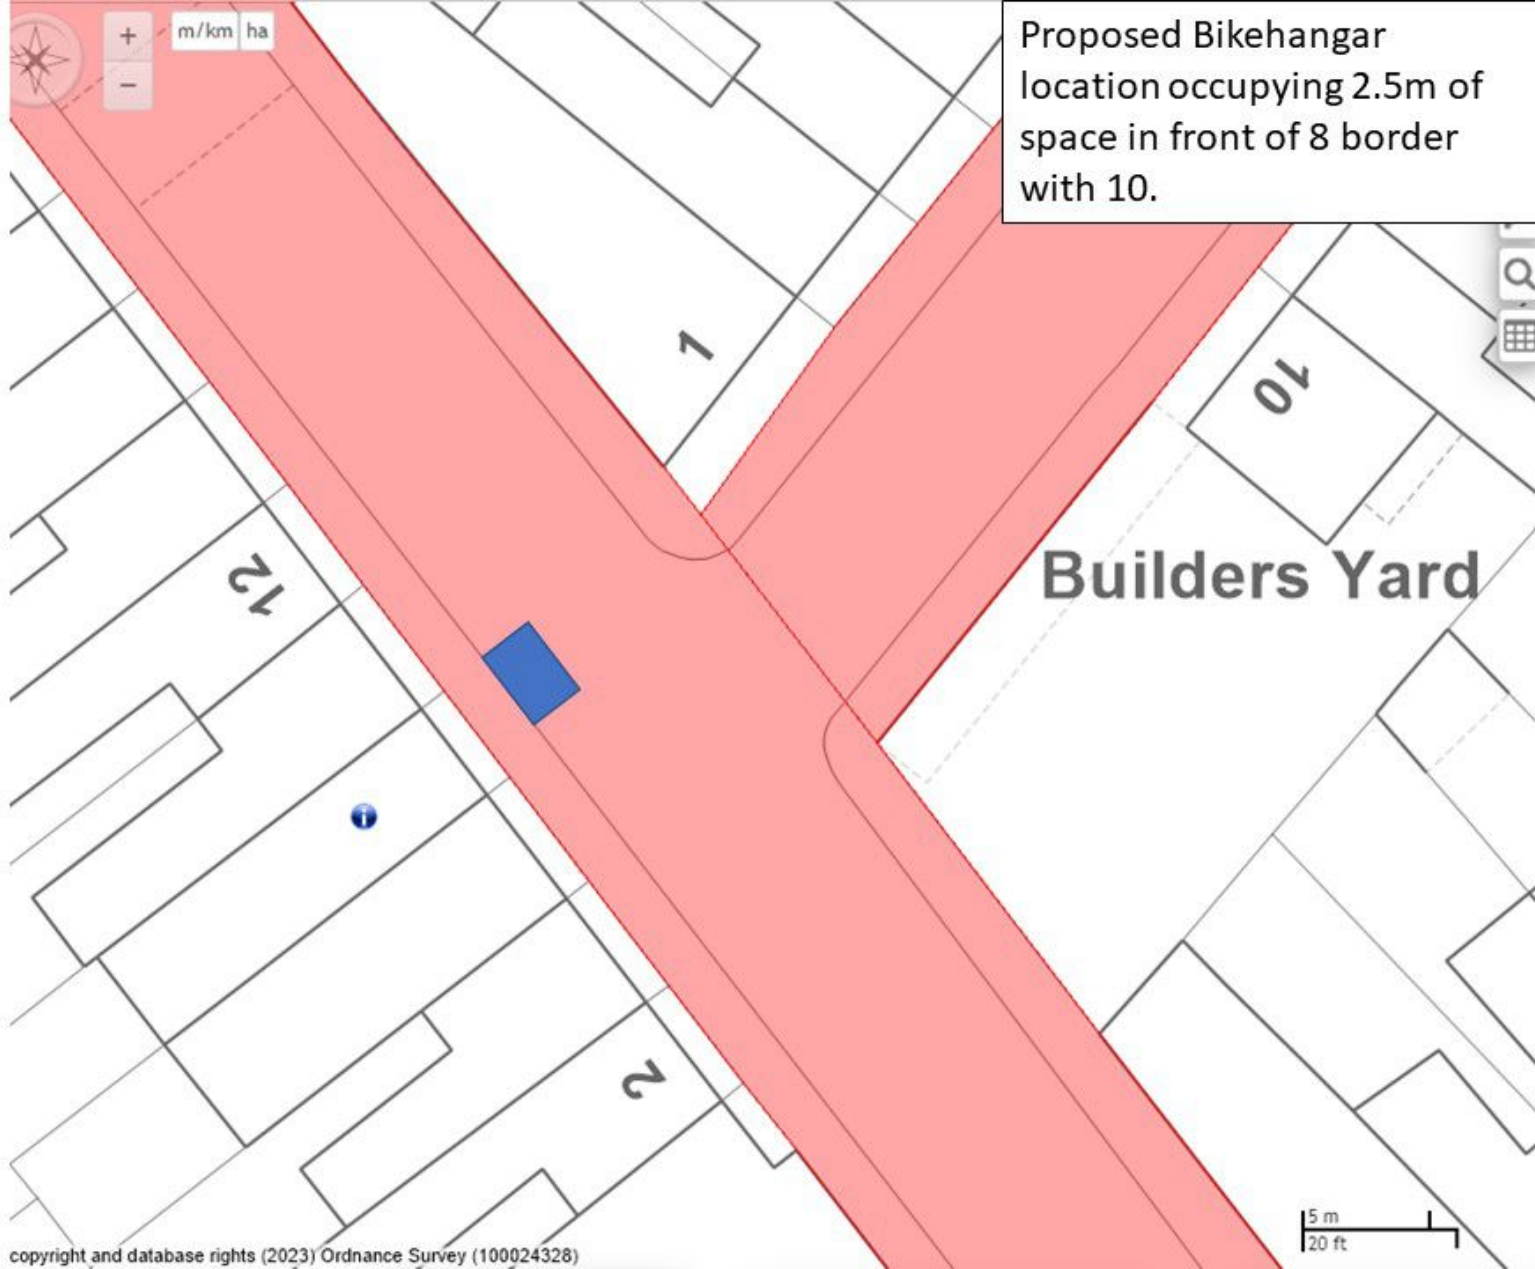 m/km ha
Proposed Bikehangar
location occupying 2.5m of
space in front of 8 border
with 10.
1
10
12
Builders Yard
2
5 m
20 ft
copyright and database rights (2023) Ordnance Survey (100024328)